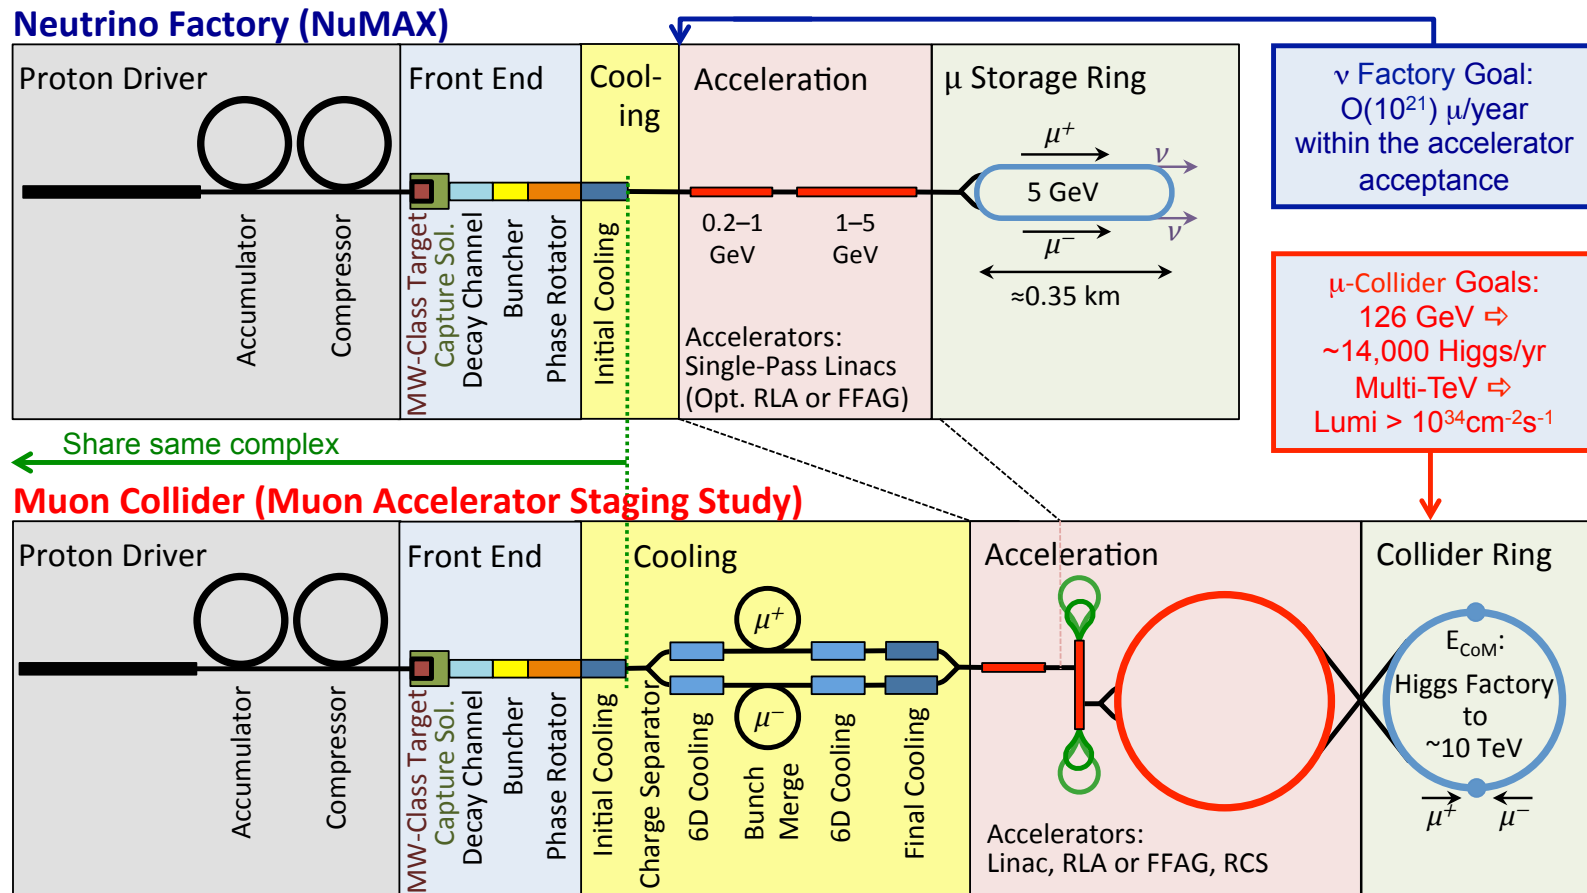 Neutrino Factory (NuMAX)
Proton Driver
Front End
Cool-
ing
Acceleration
μ Storage Ring
Accumulator
Compressor
MW-Class Target
Capture Sol.
Decay Channel
Buncher
Phase Rotator
Initial Cooling
0.2–1
GeV
1–5
GeV
Accelerators:
Single-Pass Linacs
(Opt. RLA or FFAG)
μ+
ν
5 GeV
ν
μ−
≈0.35 km
ν Factory Goal:
O(10²¹) μ/year
within the accelerator
acceptance
μ-Collider Goals:
126 GeV ⇨
~14,000 Higgs/yr
Multi-TeV ⇨
Lumi > 10³⁴cm⁻²s⁻¹
Share same complex
Muon Collider (Muon Accelerator Staging Study)
Proton Driver
Front End
Cooling
Acceleration
Collider Ring
Accumulator
Compressor
MW-Class Target
Capture Sol.
Decay Channel
Buncher
Phase Rotator
Initial Cooling
Charge Separator
6D Cooling
μ+
μ−
Bunch
Merge
6D Cooling
Final Cooling
Accelerators:
Linac, RLA or FFAG, RCS
ECoM:
Higgs Factory
to
~10 TeV
μ+
μ−